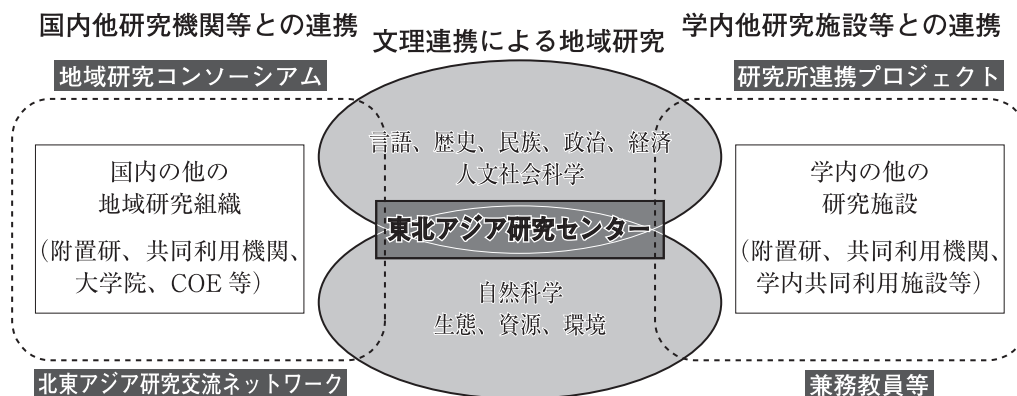 国内他研究機関等との連携
地域研究コンソーシアム
国内の他の
地域研究組織
(附置研、共同利用機関、
大学院、COE 等)
北東アジア研究交流ネットワーク
文理連携による地域研究
言語、歴史、民族、政治、経済
人文社会科学
東北アジア研究センター
自然科学
生態、資源、環境
学内他研究施設等との連携
研究所連携プロジェクト
学内の他の
研究施設
(附置研、共同利用機関、
学内共同利用施設等)
兼務教員等